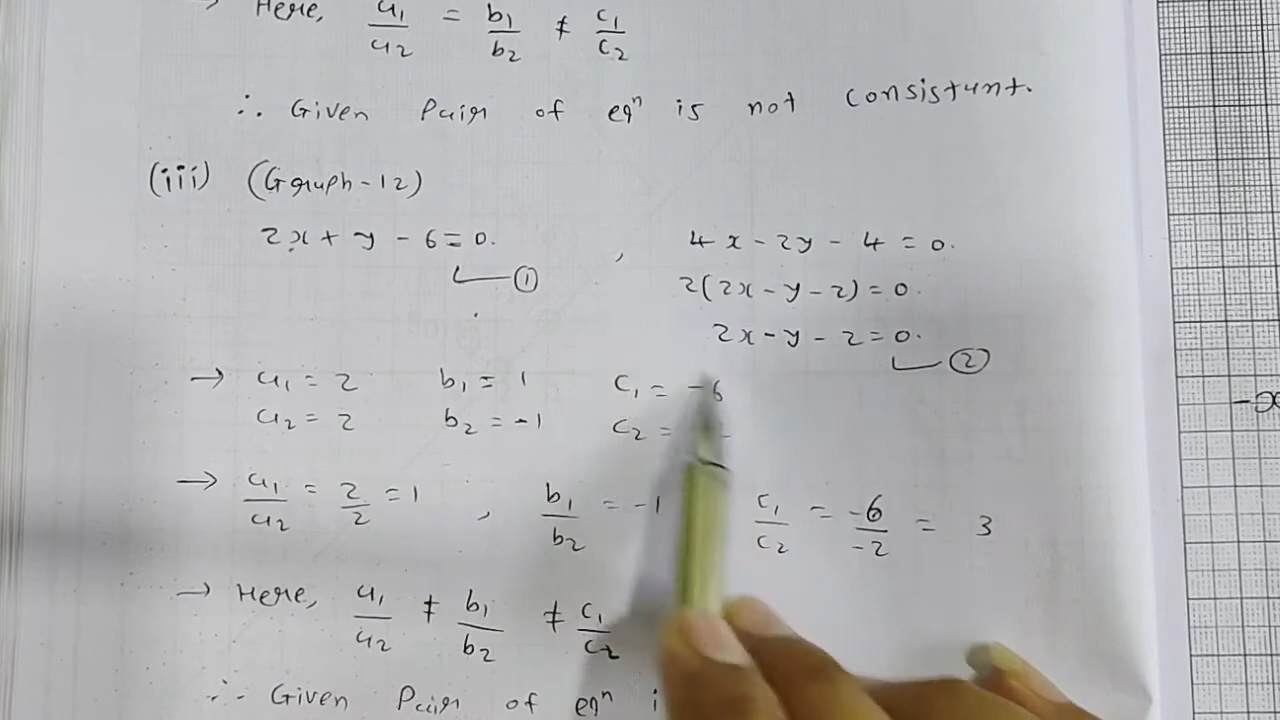 Here, a₁/a₂ = b₁/b₂ ≠ c₁/c₂
∴ Given Pair of eqⁿ is not consistant.
(iii) (Graph-12)
2x + y - 6 = 0. ① , 4x - 2y - 4 = 0.
2(2x - y - 2) = 0.
2x - y - 2 = 0. ②
→ a₁ = 2 b₁ = 1 c₁ = -6
a₂ = 2 b₂ = -1 c₂ =
→ a₁/a₂ = 2/2 = 1 , b₁/b₂ = -1 c₁/c₂ = -6/-2 = 3
→ Here, a₁/a₂ ≠ b₁/b₂ ≠ c₁/c₂
∴ Given Pair of eqⁿ i